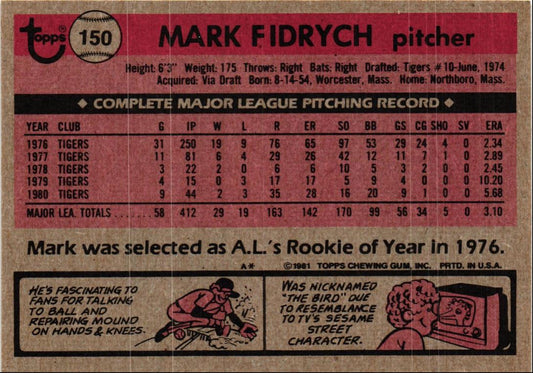 topps 150 MARK FIDRYCH pitcher
Height: 6'3" Weight: 175 Throws: Right Bats: Right Drafted: Tigers #10-June, 1974
Acquired: Via Draft Born: 8-14-54, Worcester, Mass. Home: Northboro, Mass.
◆ COMPLETE MAJOR LEAGUE PITCHING RECORD ◆
YEAR CLUB G IP W L R ER SO BB GS CG SHO SV ERA
1976 TIGERS 31 250 19 9 76 65 97 53 29 24 4 0 2.34
1977 TIGERS 11 81 6 4 29 26 42 12 11 7 1 0 2.89
1978 TIGERS 3 22 2 0 6 6 10 5 3 2 0 0 2.45
1979 TIGERS 4 15 0 3 17 17 5 9 4 0 0 0 10.20
1980 TIGERS 9 44 2 3 35 28 16 20 9 1 0 0 5.68
MAJOR LEA. TOTALS 58 412 29 19 163 142 170 99 56 34 5 0 3.10
Mark was selected as A.L.'s Rookie of Year in 1976.
A* ©1981 TOPPS CHEWING GUM, INC. PRTD. IN U.S.A.
HE'S FASCINATING TO
FANS FOR TALKING
TO BALL AND
REPAIRING MOUND
ON HANDS & KNEES.
WAS NICKNAMED
"THE BIRD" DUE
TO RESEMBLANCE
TO TV'S SESAME
STREET
CHARACTER.